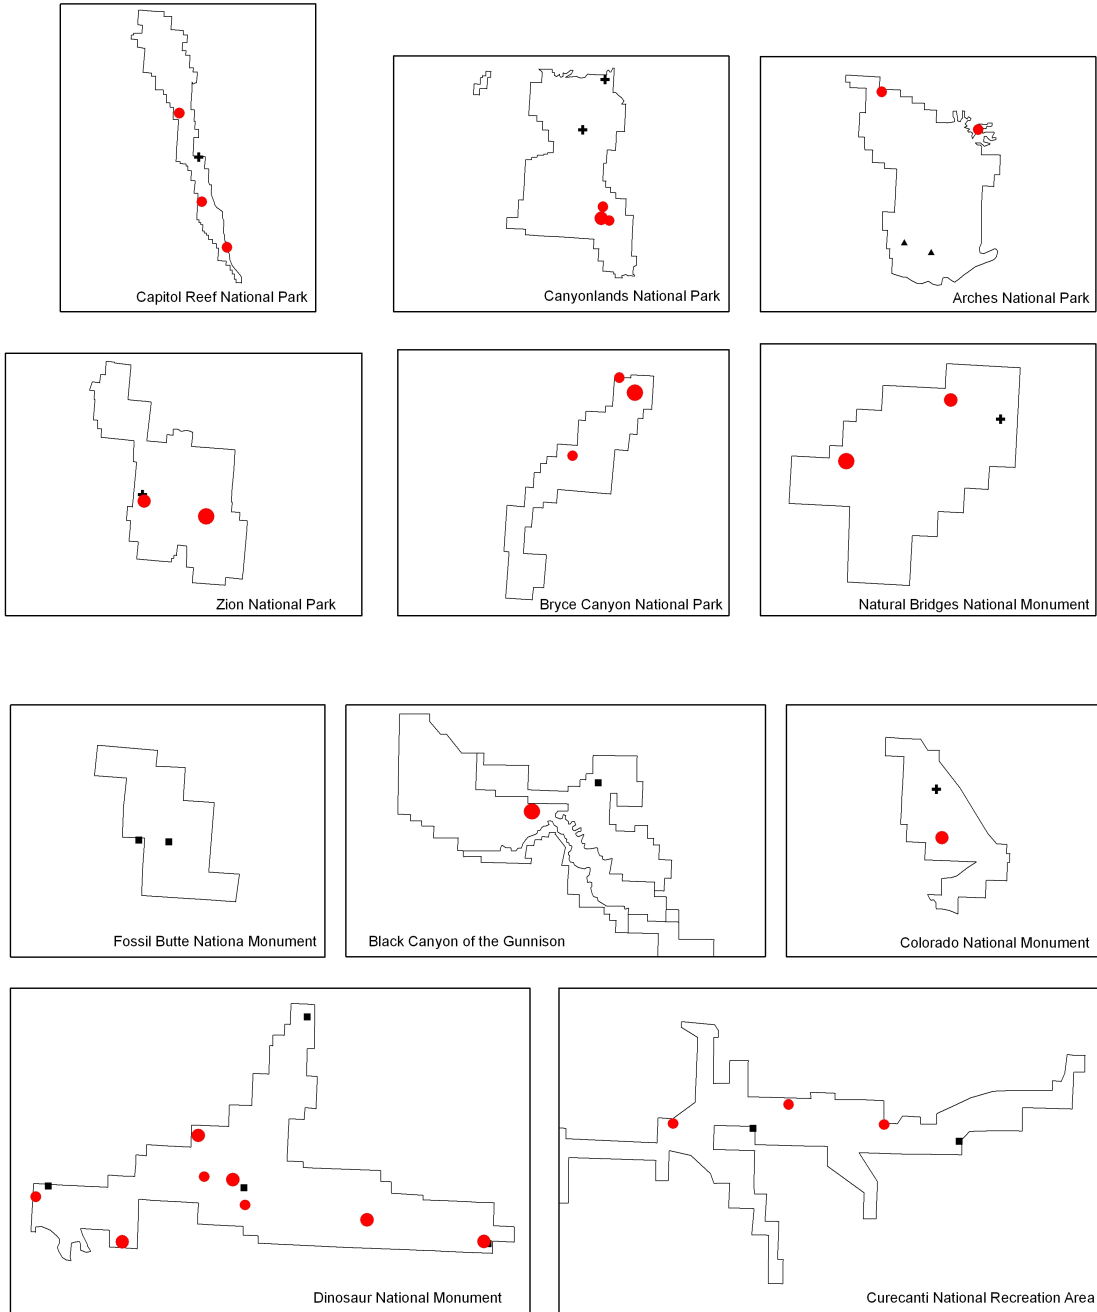 Capitol Reef National Park
Canyonlands National Park
Arches National Park
Zion National Park
Bryce Canyon National Park
Natural Bridges National Monument
Fossil Butte Nationa Monument
Black Canyon of the Gunnison
Colorado National Monument
Dinosaur National Monument
Curecanti National Recreation Area